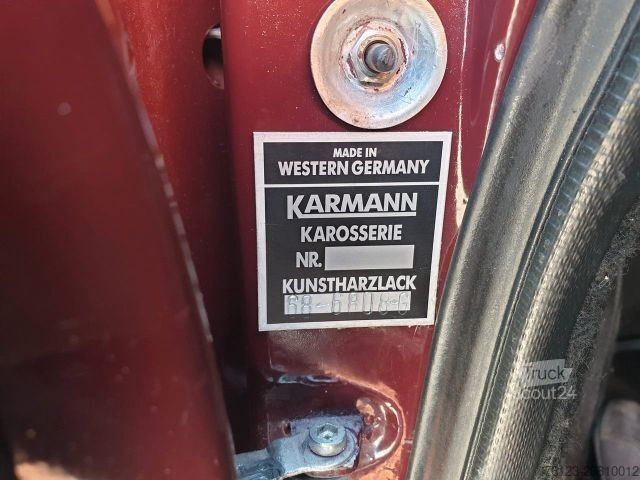 MADE IN
WESTERN GERMANY
KARMANN
KAROSSERIE
NR.
KUNSTHARZLACK
Truck
Scout24